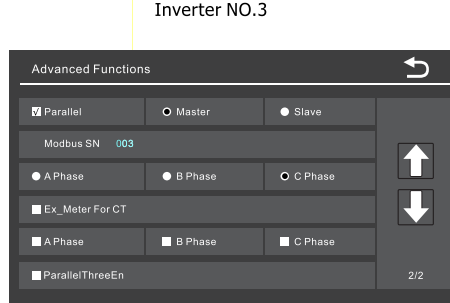 Inverter NO.3
Advanced Functions
Parallel Master Slave
Modbus SN 003
A Phase B Phase C Phase
Ex_Meter For CT
A Phase B Phase C Phase
ParallelThreeEn 2/2